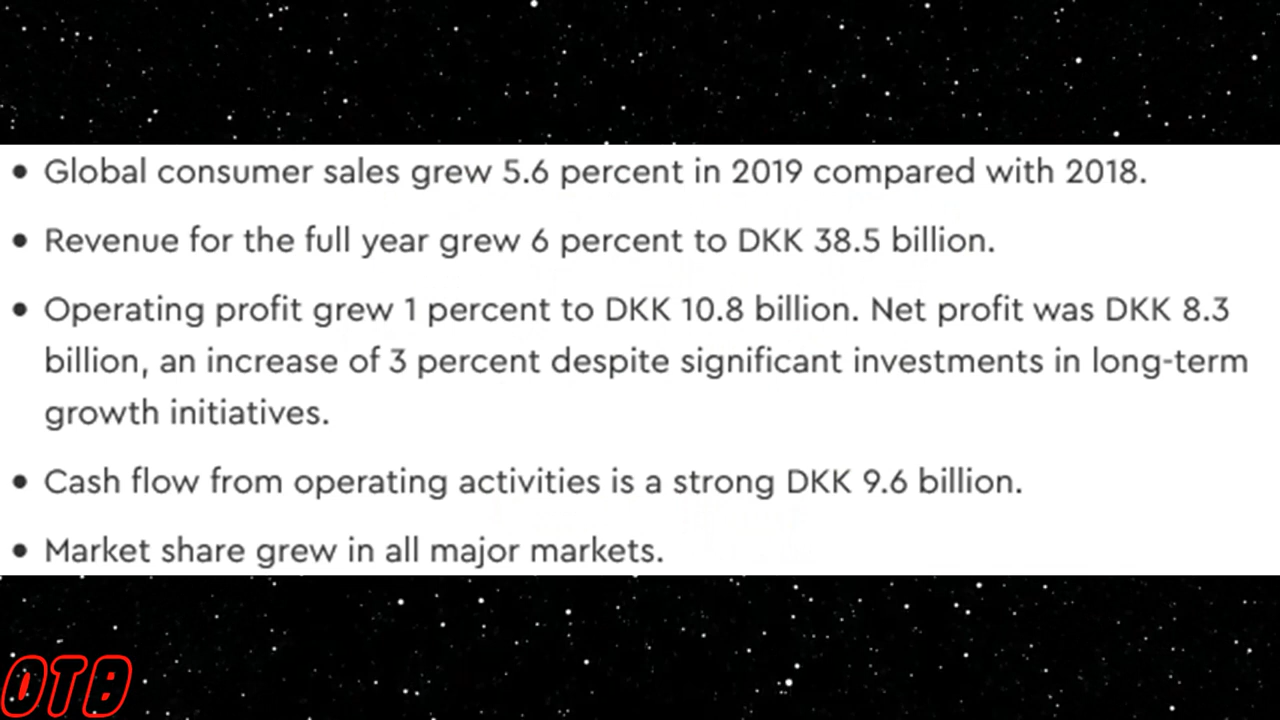 • Global consumer sales grew 5.6 percent in 2019 compared with 2018.
• Revenue for the full year grew 6 percent to DKK 38.5 billion.
• Operating profit grew 1 percent to DKK 10.8 billion. Net profit was DKK 8.3
billion, an increase of 3 percent despite significant investments in long-term
growth initiatives.
• Cash flow from operating activities is a strong DKK 9.6 billion.
• Market share grew in all major markets.
OTB